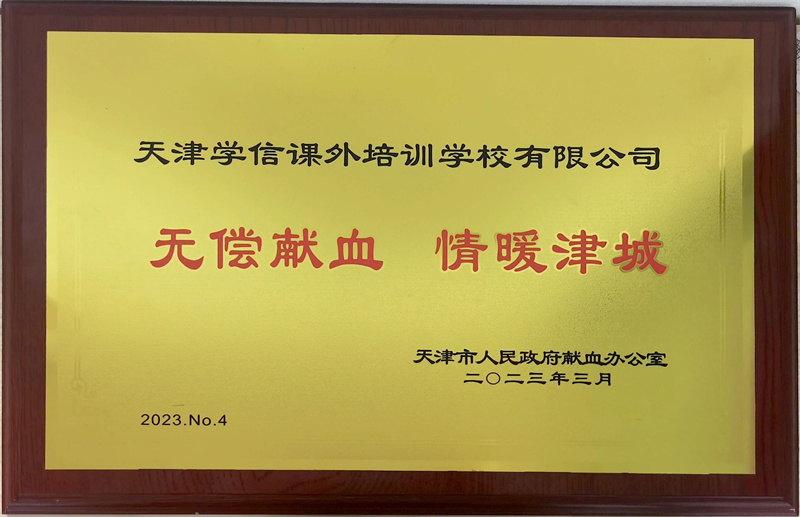 天津学信课外培训学校有限公司
无偿献血 情暖津城
天津市人民政府献血办公室
二〇二三年三月
2023.No.4